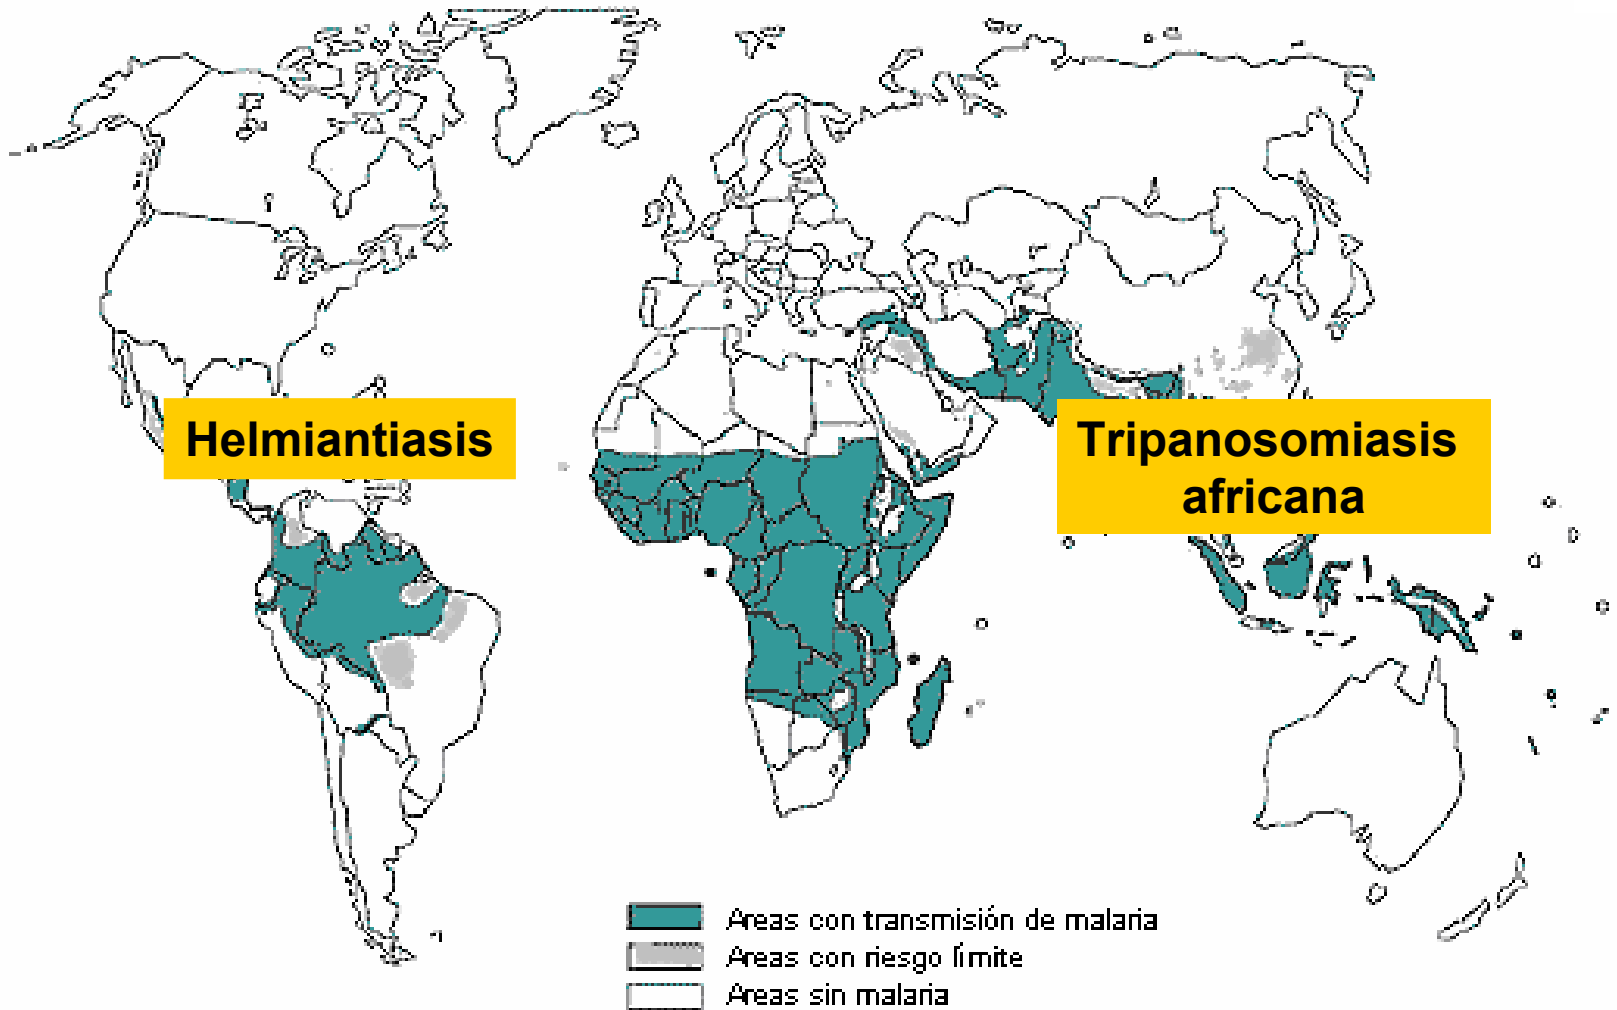 Helmiantiasis
Tripanosomiasis
africana
Areas con transmisión de malaria
Areas con riesgo límite
Areas sin malaria